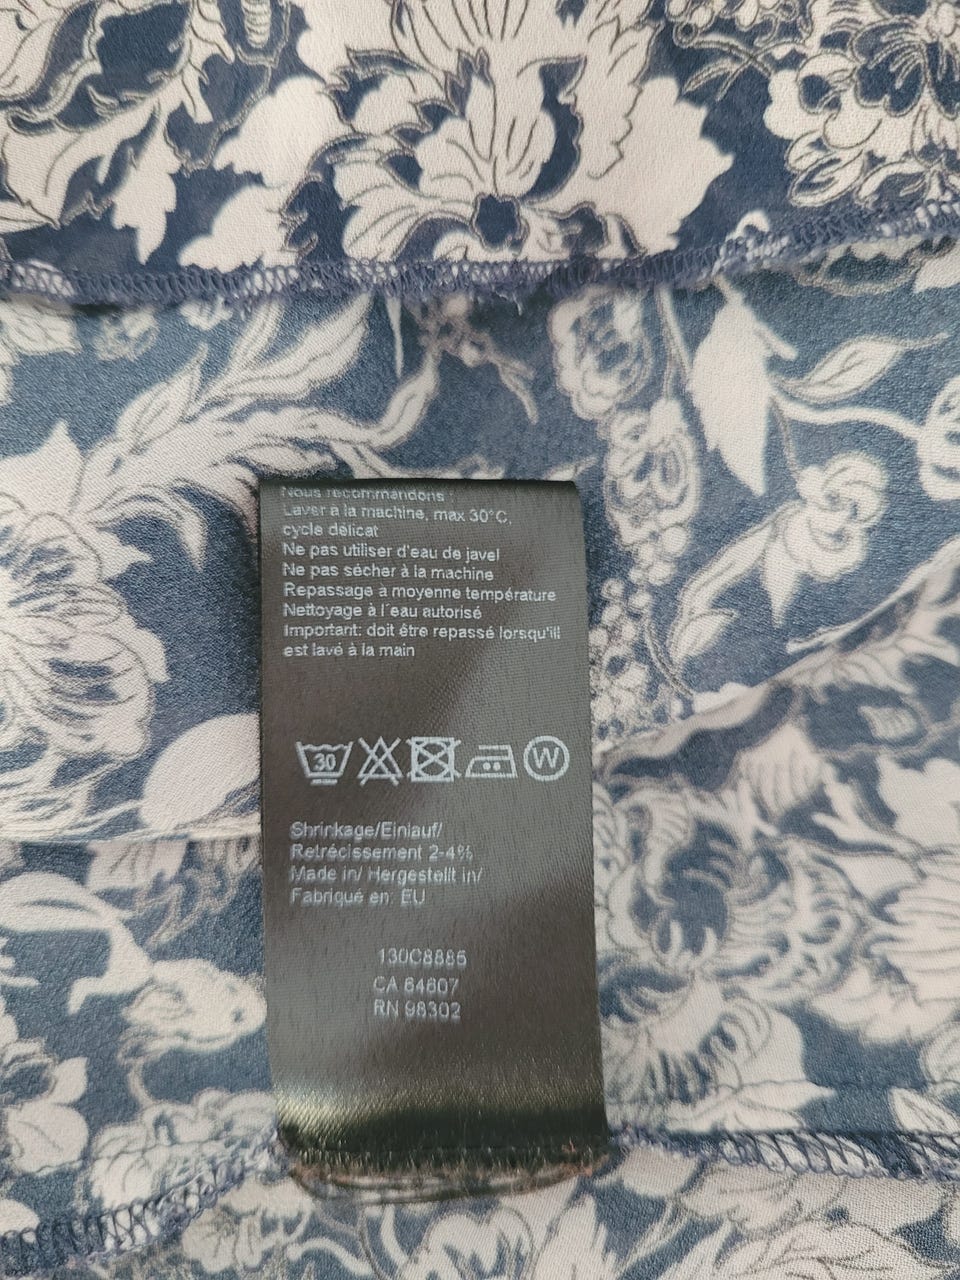 Nous recommandons :
Laver à la machine, max 30°C,
cycle délicat
Ne pas utiliser d'eau de javel
Ne pas sécher à la machine
Repassage a moyenne température
Nettoyage à l'eau autorisé
Important: doit être repassé lorsqu'ill
est lavé à la main
30 W
Shrinkage/Einlauf/
Retrécissement 2-4%
Made in/ Hergestellt in/
Fabriqué en: EU
130C8885
CA 64607
RN 98302